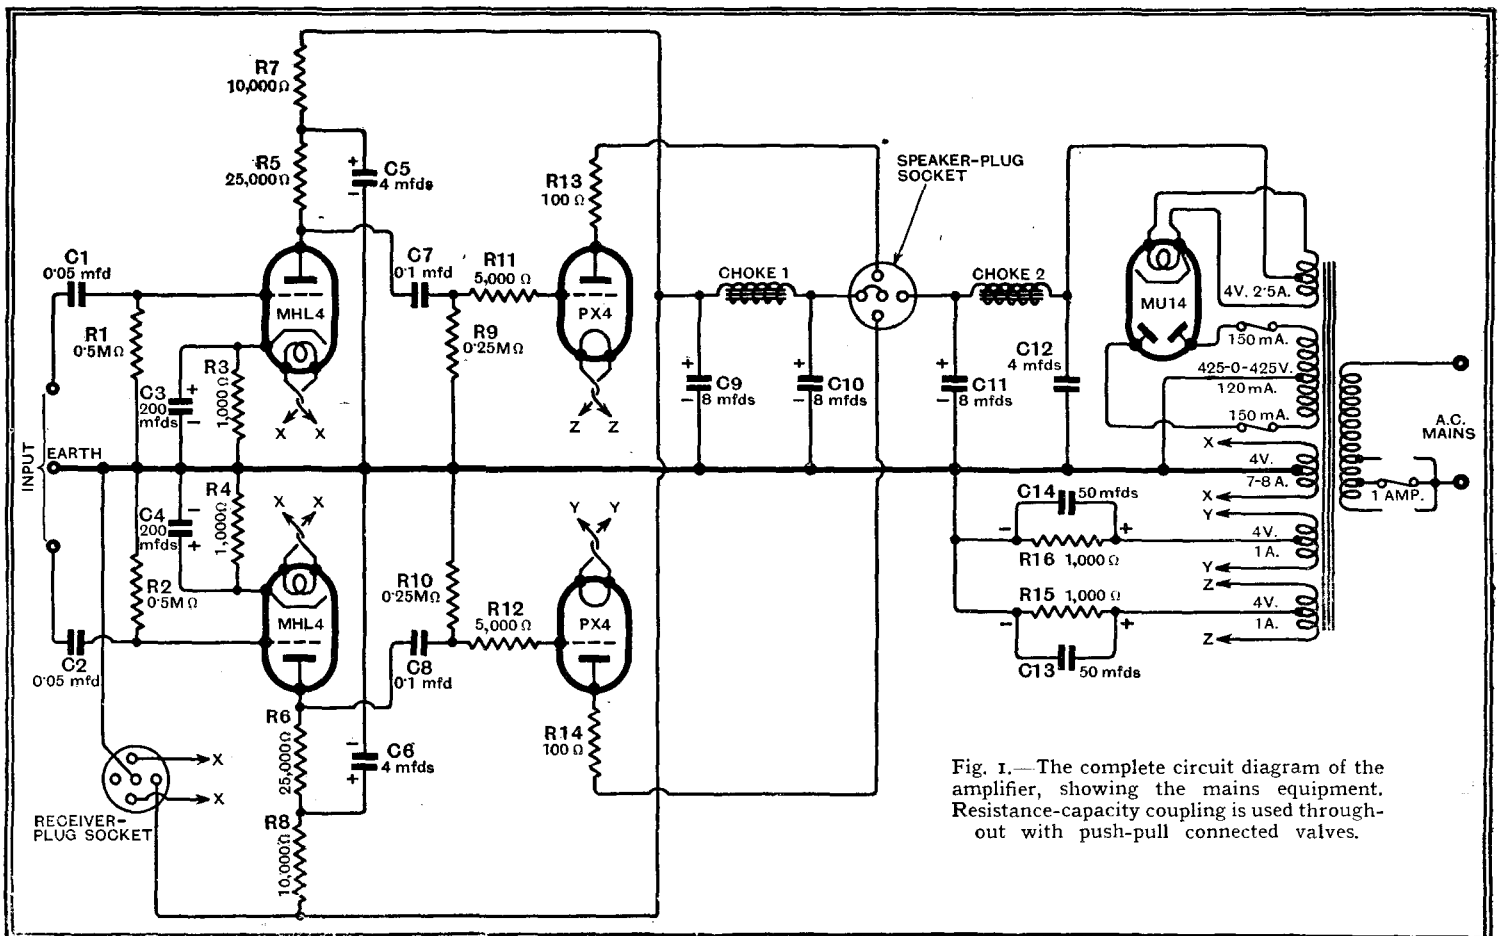 R7
10,000Ω
R5
25,000Ω
+
C5
4 mfds
-
R13
100 Ω
SPEAKER-PLUG
SOCKET
C1
0·05 mfd
C7
0·1 mfd
R11
5,000 Ω
CHOKE 1
CHOKE 2
MU14
4V. 2·5A.
MHL4
PX4
R1
0·5MΩ
R9
0·25MΩ
150 mA.
425-0-425V.
120 mA.
150 mA.
C3
200
mfds
+
-
R3
1,000 Ω
+
C9
- 8 mfds
+
C10
- 8 mfds
+
C11
- 8 mfds
C12
4 mfds
X X
Z Z
A.C.
MAINS
INPUT
EARTH
X
4V.
7-8 A.
X
1 AMP.
C4
200
mfds
-
+
R4
1,000Ω
X X
Y Y
C14
50 mfds
-
+
R16 1,000 Ω
Y
4V.
1 A.
Y
R2
0·5MΩ
R10
0·25MΩ
R12
5,000 Ω
MHL4
PX4
R15 1,000 Ω
-
+
C13
50 mfds
Z
4V.
1A.
Z
C2
0·05 mfd
C8
0·1 mfd
R6
25,000Ω
-
C6
4 mfds
+
R14
100 Ω
X
X
RECEIVER-
PLUG SOCKET
R8
10,000Ω
Fig. 1.—The complete circuit diagram of the
amplifier, showing the mains equipment.
Resistance-capacity coupling is used through-
out with push-pull connected valves.